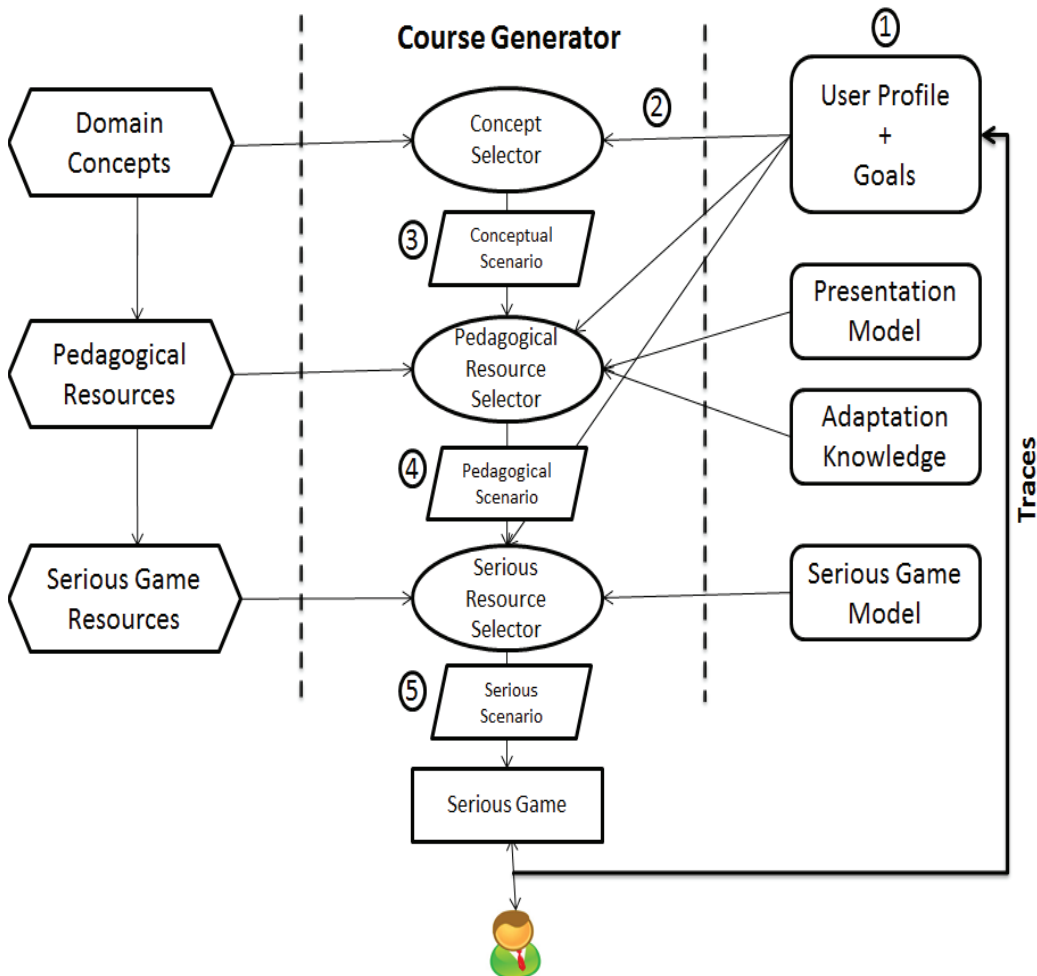 Course Generator
①
User Profile
+
Goals
②
Domain
Concepts
Concept
Selector
③
Conceptual
Scenario
Presentation
Model
Pedagogical
Resources
Pedagogical
Resource
Selector
Adaptation
Knowledge
④
Pedagogical
Scenario
Traces
Serious Game
Resources
Serious
Resource
Selector
Serious Game
Model
⑤
Serious
Scenario
Serious Game